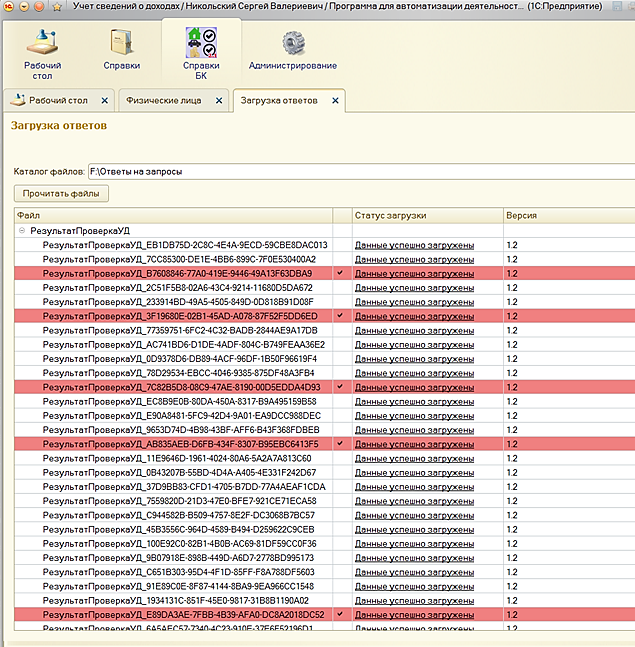 Учет сведений о доходах / Никольский Сергей Валериевич / Программа для автоматизации деятельност... (1С:Предприятие)
Рабочий стол
Справки
Справки БК
Администрирование
Рабочий стол
Физические лица
Загрузка ответов
Загрузка ответов
Каталог файлов: F:\Ответы на запросы
Прочитать файлы
Файл Статус загрузки Версия
РезультатПроверкаУД
РезультатПроверкаУД_EB1DB75D-2C8C-4E4A-9ECD-59CBE8DAC013 Данные успешно загружены 1.2
РезультатПроверкаУД_7CC85300-DE1E-4BB6-899C-7F0E530400A2 Данные успешно загружены 1.2
РезультатПроверкаУД_B7608846-77A0-419E-9446-49A13F63DBA9 Данные успешно загружены 1.2
РезультатПроверкаУД_2C51F5B8-02A6-43C4-9214-11680D5DA672 Данные успешно загружены 1.2
РезультатПроверкаУД_233914BD-49A5-4505-849D-0D818B91D08F Данные успешно загружены 1.2
РезультатПроверкаУД_3F19680E-02B1-45AD-A078-87F52F5DD6ED Данные успешно загружены 1.2
РезультатПроверкаУД_77359751-6FC2-4C32-BADB-2844AE9A17DB Данные успешно загружены 1.2
РезультатПроверкаУД_AC741BD6-D1DE-4ADF-804C-B749FEAA36E2 Данные успешно загружены 1.2
РезультатПроверкаУД_0D9378D6-DB89-4ACF-96DF-1B50F96619F4 Данные успешно загружены 1.2
РезультатПроверкаУД_78D29534-EBCC-4046-9385-875DF48A3FB4 Данные успешно загружены 1.2
РезультатПроверкаУД_7C82B5D8-08C9-47AE-8190-00D5EDDA4D93 Данные успешно загружены 1.2
РезультатПроверкаУД_EC8B9E0B-80DA-450A-8317-B9A495159B58 Данные успешно загружены 1.2
РезультатПроверкаУД_E90A8481-5FC9-42D4-9A01-EA9DCC988DEC Данные успешно загружены 1.2
РезультатПроверкаУД_9653D74D-4B98-43BF-AFF6-B43F368FDBEB Данные успешно загружены 1.2
РезультатПроверкаУД_AB835AEB-D6FB-434F-8307-B95EBC6413F5 Данные успешно загружены 1.2
РезультатПроверкаУД_11E9646D-1961-4024-80A6-5A2A7A813C60 Данные успешно загружены 1.2
РезультатПроверкаУД_0B43207B-55BD-4D4A-A405-4E331F242D67 Данные успешно загружены 1.2
РезультатПроверкаУД_37D9BB83-CFD1-4705-B7DD-77A4AEAF1CDA Данные успешно загружены 1.2
РезультатПроверкаУД_7559820D-21D3-47E0-BFE7-921CE71ECA58 Данные успешно загружены 1.2
РезультатПроверкаУД_C944582B-B509-4757-8E2F-DC3068B7BC57 Данные успешно загружены 1.2
РезультатПроверкаУД_45B3556C-964D-4589-B494-D259622C9CEB Данные успешно загружены 1.2
РезультатПроверкаУД_100E92C0-82B1-4B0B-AC69-81DF59CC0F36 Данные успешно загружены 1.2
РезультатПроверкаУД_9B07918E-898B-449D-A6D7-2778BD995173 Данные успешно загружены 1.2
РезультатПроверкаУД_C651B303-95D4-4F1D-85FF-F8A788DF5603 Данные успешно загружены 1.2
РезультатПроверкаУД_91E89C0E-8F87-4144-8BA9-9EA966CC1548 Данные успешно загружены 1.2
РезультатПроверкаУД_1934131C-851F-45E0-9817-31B8B1190A02 Данные успешно загружены 1.2
РезультатПроверкаУД_E89DA3AE-7FBB-4B39-AFA0-DC8A2018DC52 Данные успешно загружены 1.2
РезультатПроверкаУД_6A5AEC57-7340-4C23-910E-37F6F52196D1 Данные успешно загружены 1.2